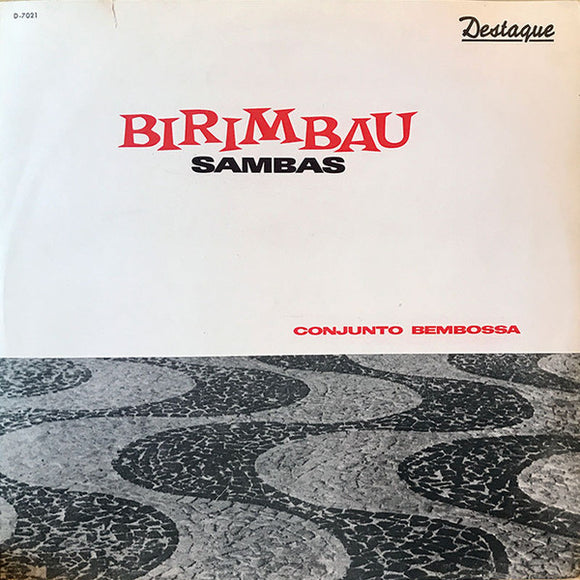 D-7021
Destaque
BIRIMBAU
SAMBAS
CONJUNTO BEMBOSSA